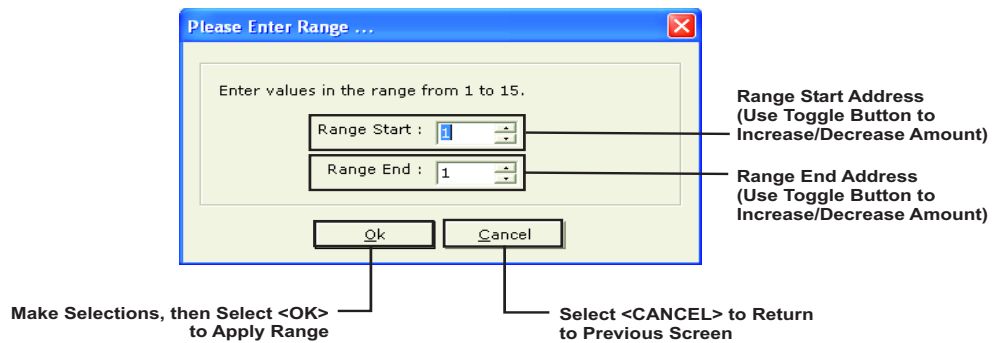 Please Enter Range ...
Enter values in the range from 1 to 15.
Range Start : 1
Range End : 1
Ok
Cancel
Range Start Address
(Use Toggle Button to
Increase/Decrease Amount)
Range End Address
(Use Toggle Button to
Increase/Decrease Amount)
Make Selections, then Select <OK>
to Apply Range
Select <CANCEL> to Return
to Previous Screen